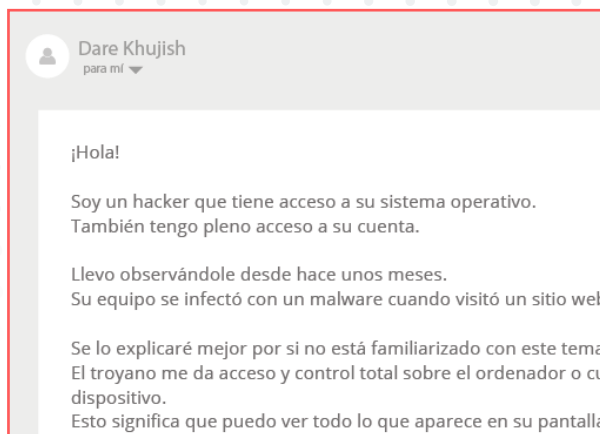 Dare Khujish
para mí
¡Hola!
Soy un hacker que tiene acceso a su sistema operativo.
También tengo pleno acceso a su cuenta.
Llevo observándole desde hace unos meses.
Su equipo se infectó con un malware cuando visitó un sitio
Se lo explicaré mejor por si no está familiarizado con este
El troyano me da acceso y control total sobre el ordenador o
dispositivo.
Esto significa que puedo ver todo lo que aparece en su